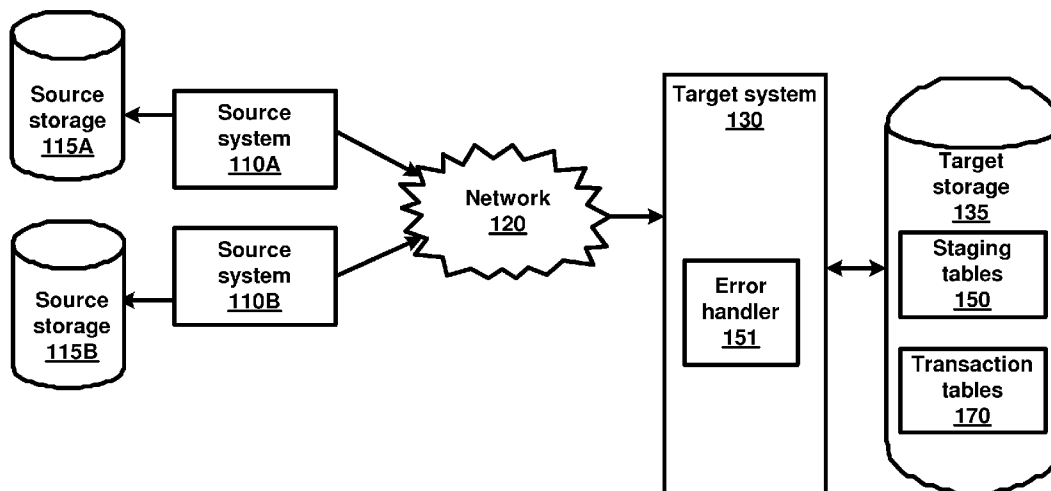 Source
storage
115A
Source
system
110A
Source
storage
115B
Source
system
110B
Network
120
Target system
130
Error
handler
151
Target
storage
135
Staging
tables
150
Transaction
tables
170